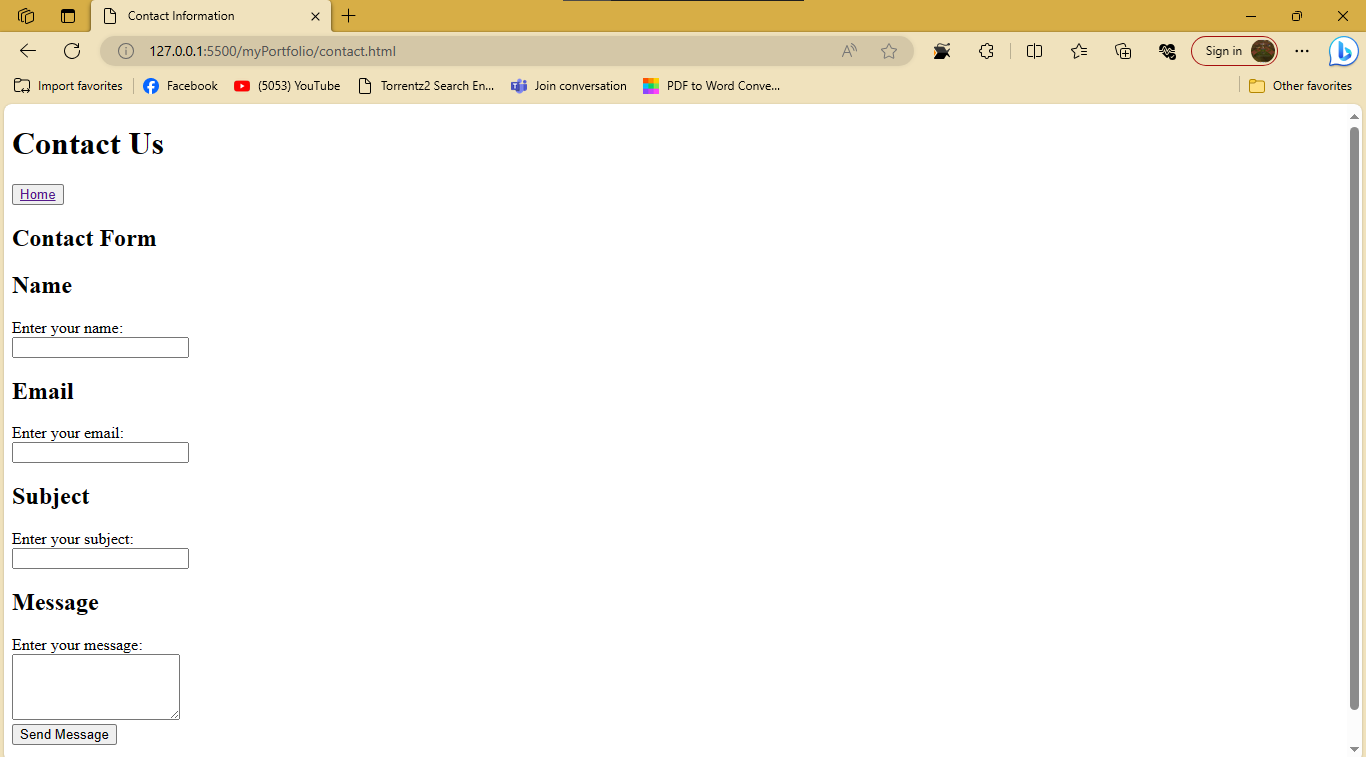 Contact Information
127.0.0.1:5500/myPortfolio/contact.html
Sign in
Import favorites
Facebook
(5053) YouTube
Torrentz2 Search En...
Join conversation
PDF to Word Conve...
Other favorites
Contact Us
Home
Contact Form
Name
Enter your name:
Email
Enter your email:
Subject
Enter your subject:
Message
Enter your message:
Send Message